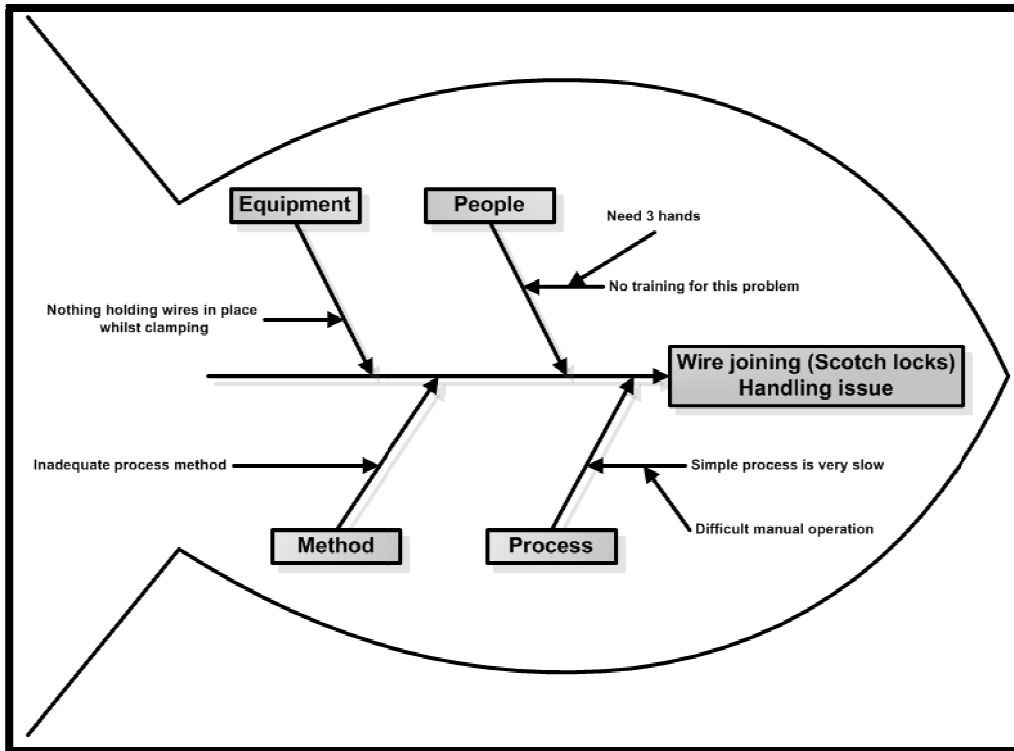 Equipment
People
Need 3 hands
No training for this problem
Nothing holding wires in place
whilst clamping
Wire joining (Scotch locks)
Handling issue
Inadequate process method
Simple process is very slow
Difficult manual operation
Method
Process